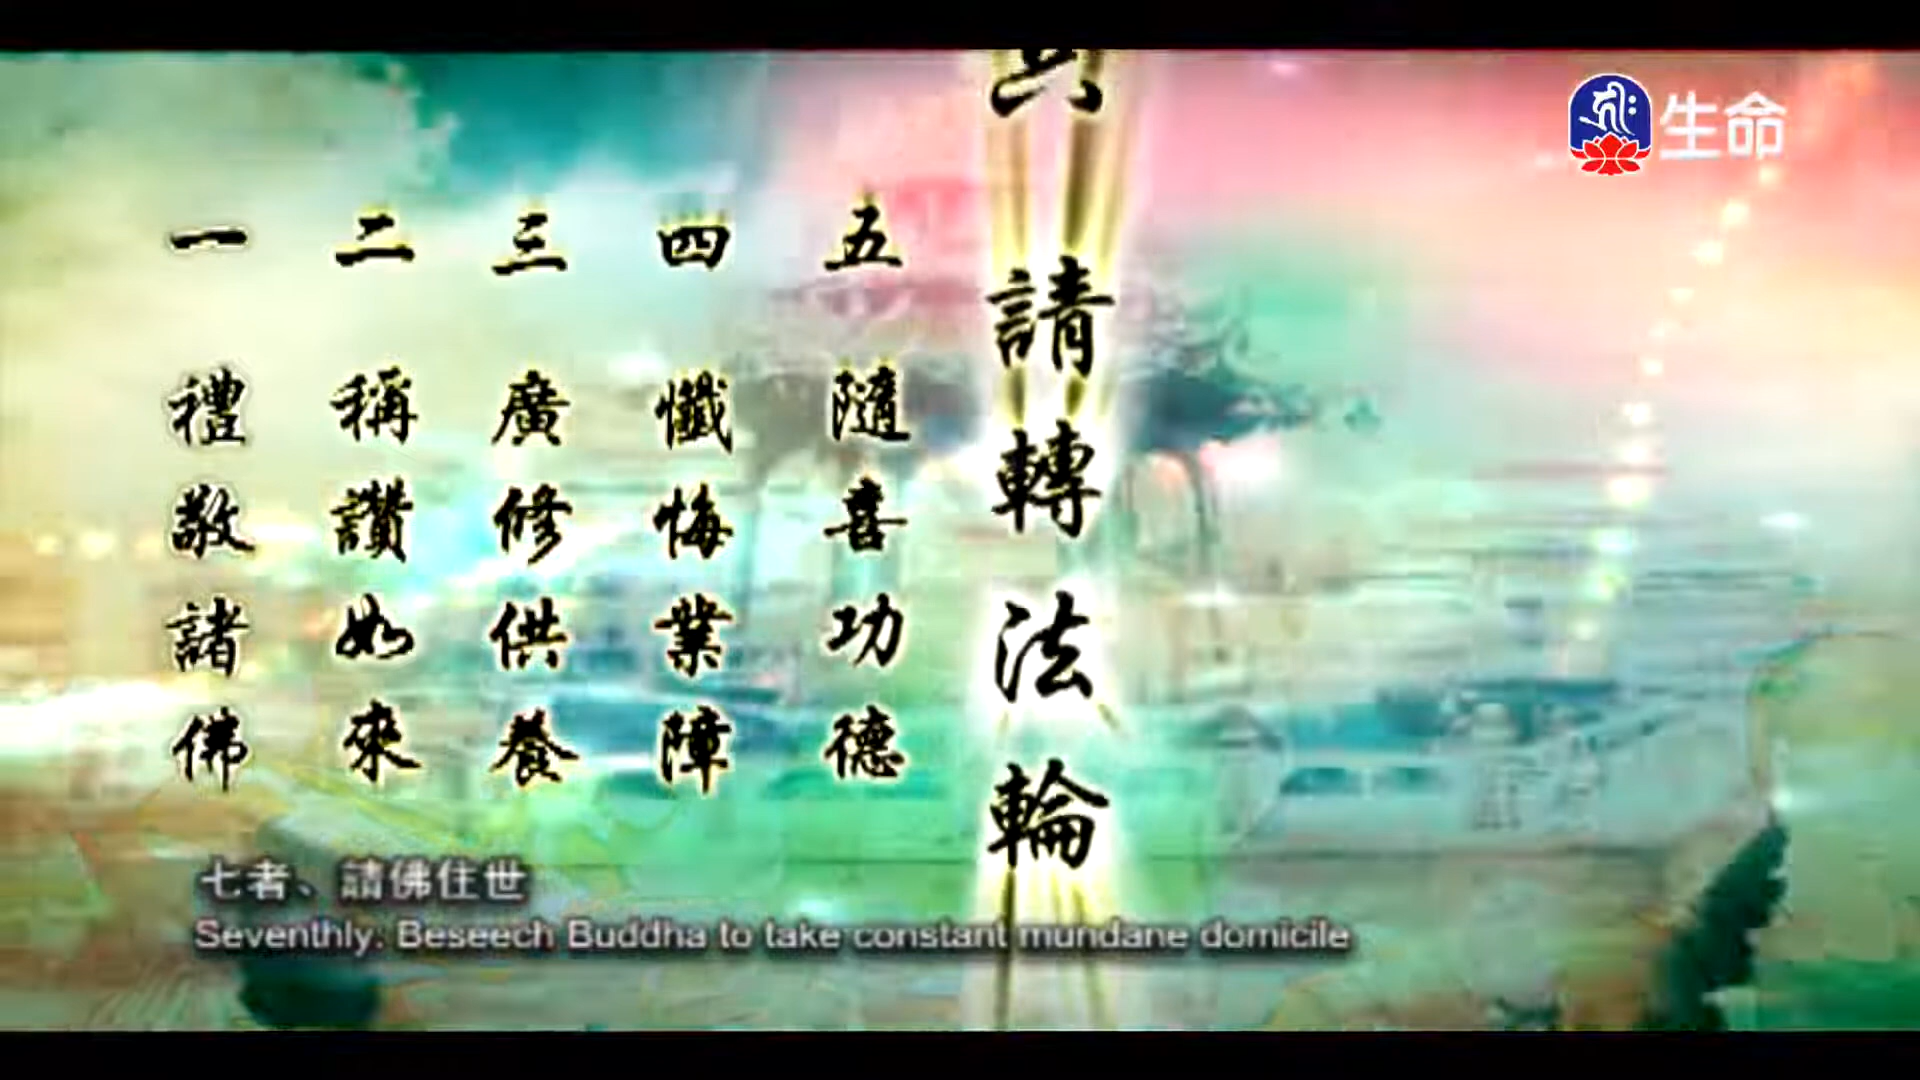 生命
一 禮敬諸佛
二 稱讚如來
三 廣修供養
四 懺悔業障
五 隨喜功德
請轉法輪
七者、請佛住世
Seventhly. Beseech Buddha to take constant mundane domicile